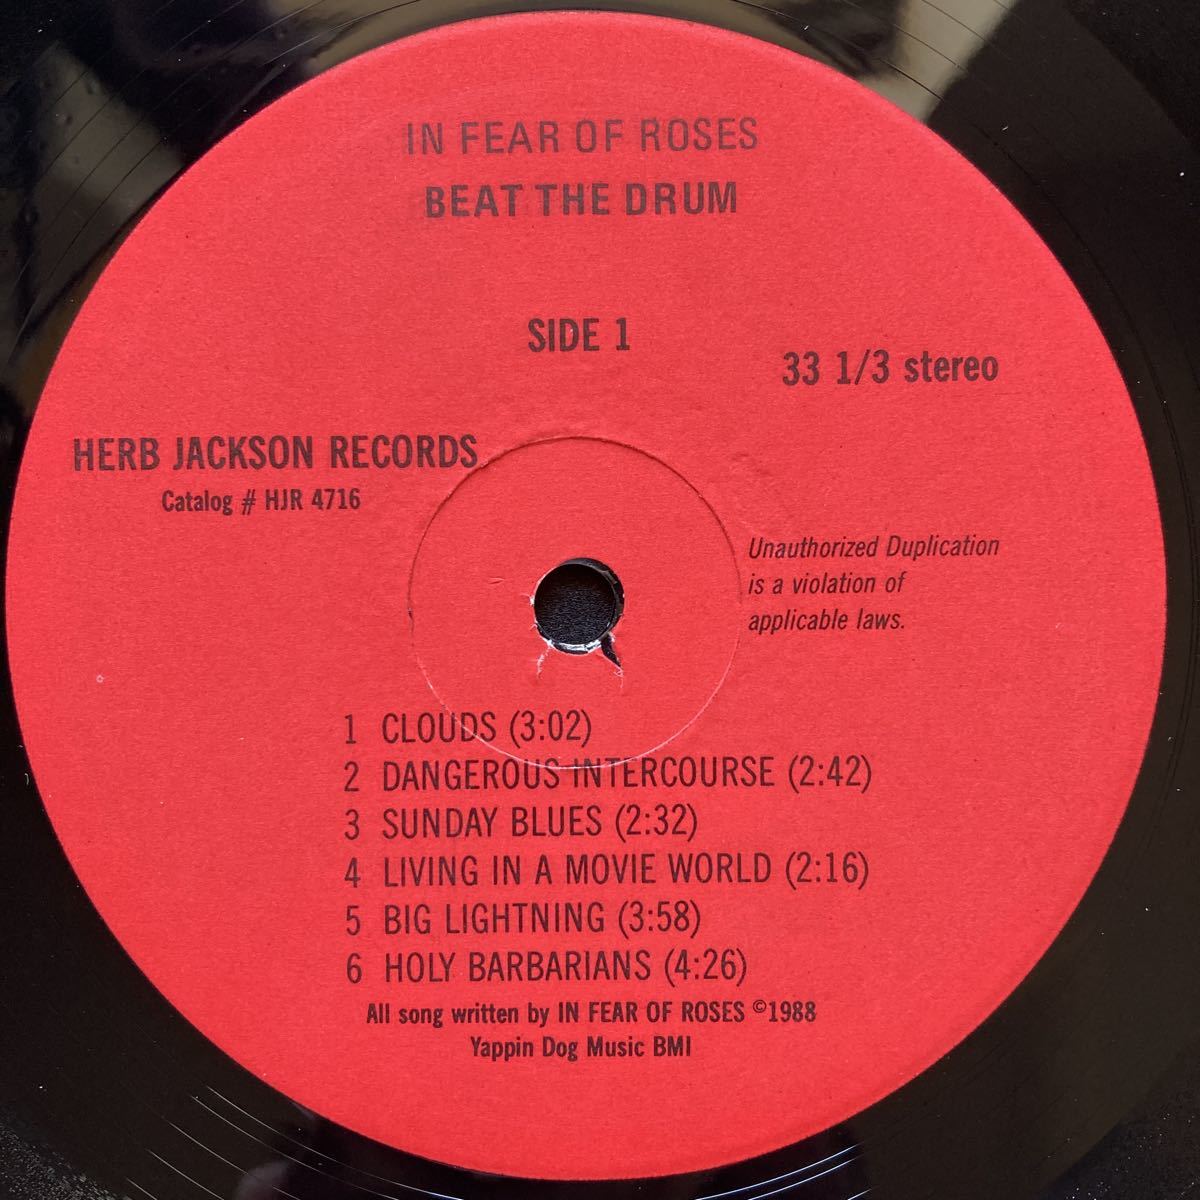 IN FEAR OF ROSES
BEAT THE DRUM
SIDE 1
33 1/3 stereo
HERB JACKSON RECORDS
Catalog # HJR 4716
Unauthorized Duplication
is a violation of
applicable laws.
1 CLOUDS (3:02)
2 DANGEROUS INTERCOURSE (2:42)
3 SUNDAY BLUES (2:32)
4 LIVING IN A MOVIE WORLD (2:16)
5 BIG LIGHTNING (3:58)
6 HOLY BARBARIANS (4:26)
All song written by IN FEAR OF ROSES ©1988
Yappin Dog Music BMI